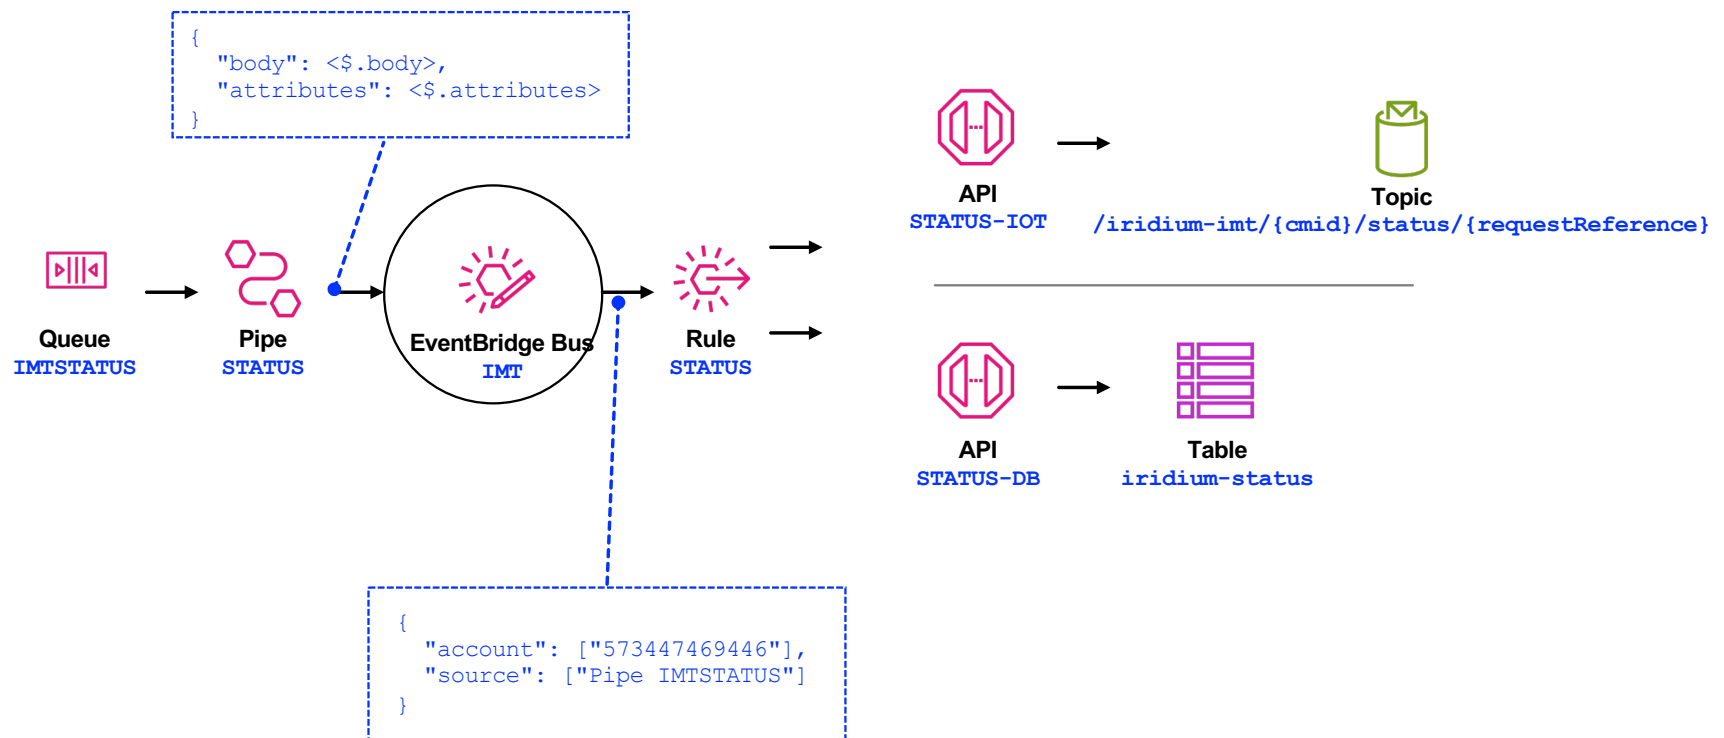 {
  "body": <$.body>,
  "attributes": <$.attributes>
}
API
STATUS-IOT
Topic
/iridium-imt/{cmid}/status/{requestReference}
Queue
IMTSTATUS
Pipe
STATUS
EventBridge Bus
IMT
Rule
STATUS
API
STATUS-DB
Table
iridium-status
{
  "account": ["573447469446"],
  "source": ["Pipe IMTSTATUS"]
}